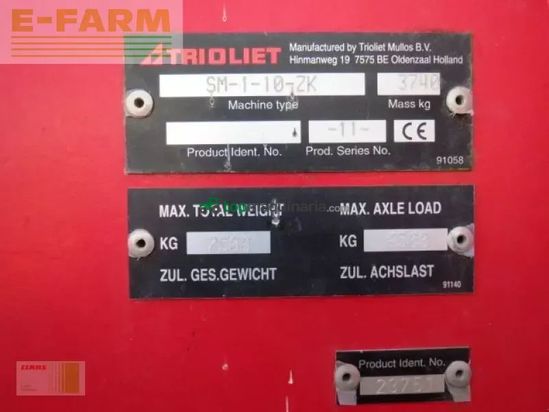 E-FARM
TRIOLIET
Manufactured by Trioliet Mullos B.V.
Hinmanweg 19 7575 BE Oldenzaal Holland
SM-1-10-ZK
3740
Machine type
Mass kg
-11-
CE
Product Ident. No.
Prod. Series No.
91058
MAX. TOTAL WEIGHT
MAX. AXLE LOAD
KG
KG
ZUL. GES.GEWICHT
ZUL. ACHSLAST
91140
Product Ident. No.
CLAAS